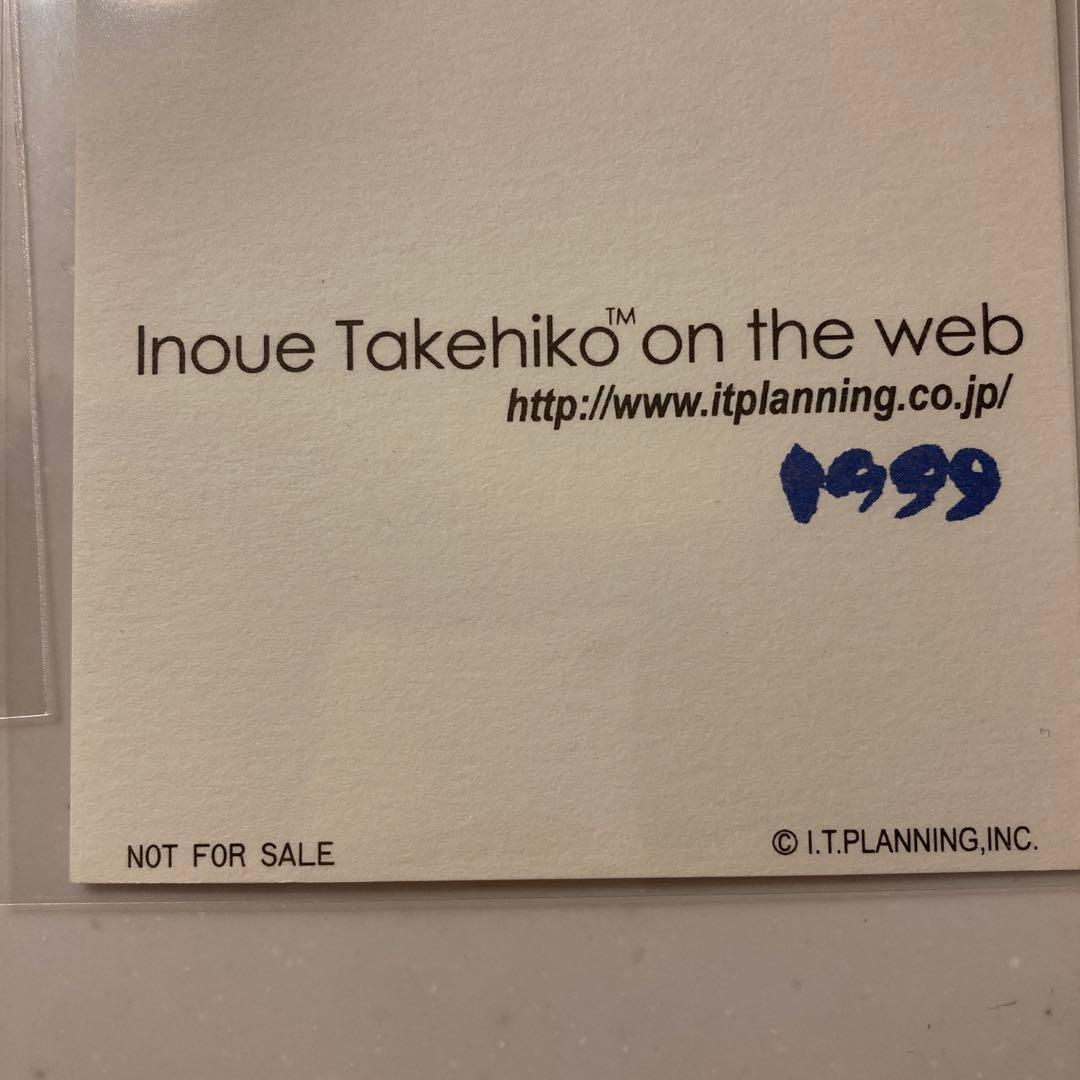 Inoue Takehiko™ on the web
http://www.itplanning.co.jp/
1999
NOT FOR SALE
© I.T.PLANNING,INC.